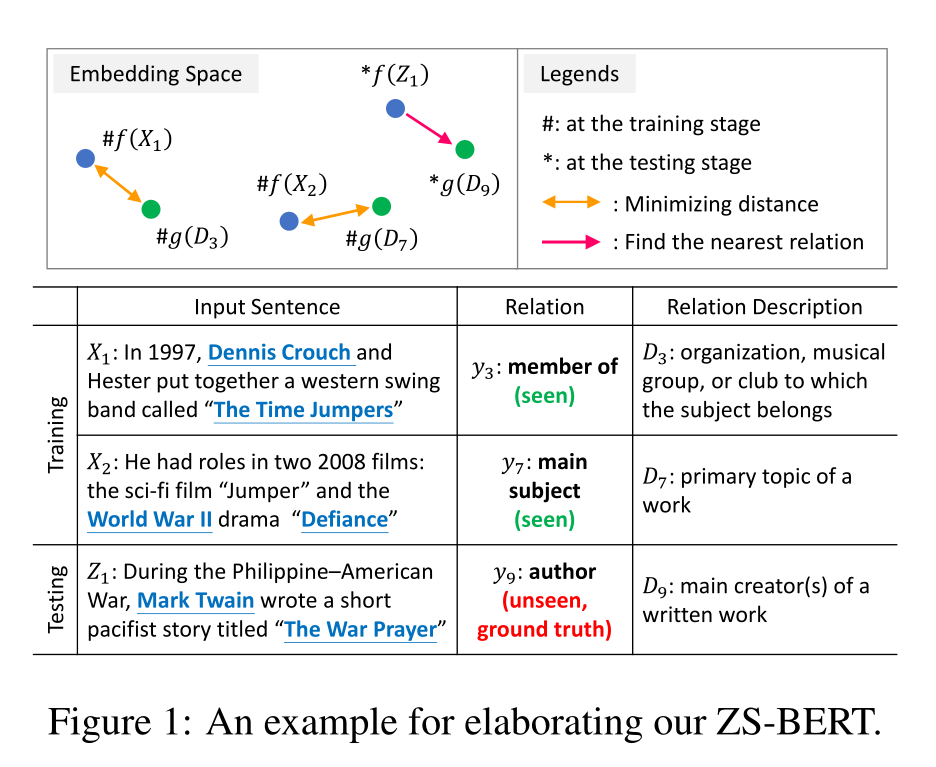 Embedding Space
*f(Z₁)
#f(X₁)
#f(X₂)
*g(D₉)
#g(D₃)
#g(D₇)
Legends
#: at the training stage
*: at the testing stage
: Minimizing distance
: Find the nearest relation
Input Sentence
Relation
Relation Description
Training
X₁: In 1997, Dennis Crouch and
Hester put together a western swing
band called “The Time Jumpers”
y₃: member of
(seen)
D₃: organization, musical
group, or club to which
the subject belongs
X₂: He had roles in two 2008 films:
the sci-fi film “Jumper” and the
World War II drama “Defiance”
y₇: main
subject
(seen)
D₇: primary topic of a
work
Testing
Z₁: During the Philippine–American
War, Mark Twain wrote a short
pacifist story titled “The War Prayer”
y₉: author
(unseen,
ground truth)
D₉: main creator(s) of a
written work
Figure 1: An example for elaborating our ZS-BERT.